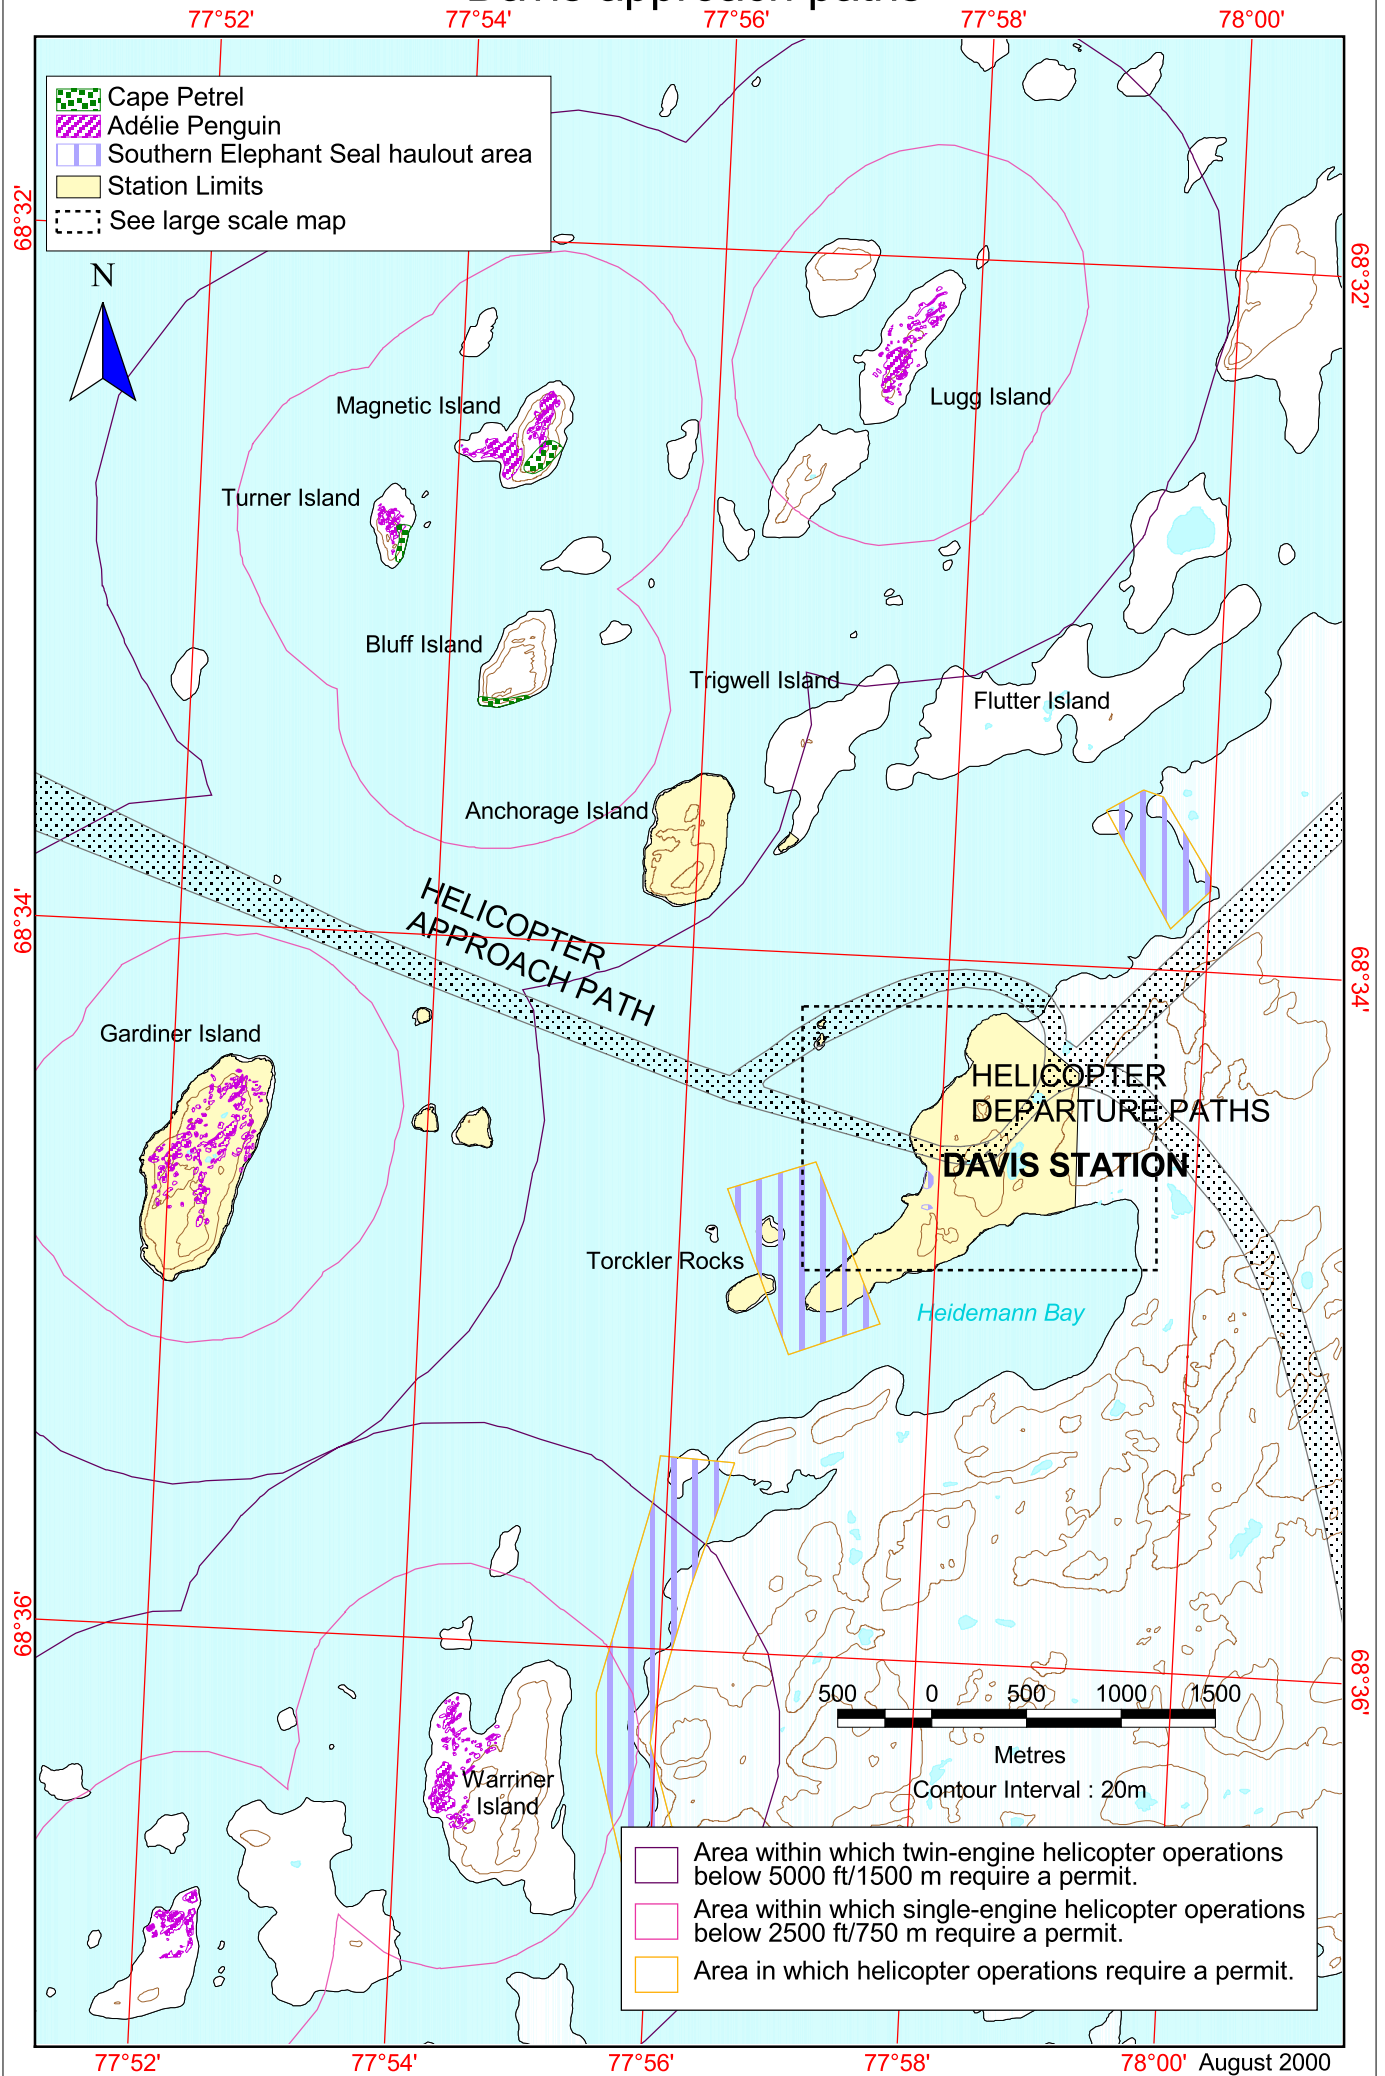 Davis approach paths
77°52'
77°54'
77°56'
77°58'
78°00'
Cape Petrel
Adélie Penguin
Southern Elephant Seal haulout area
Station Limits
See large scale map
68°32'
68°32'
N
Magnetic Island
Lugg Island
Turner Island
Bluff Island
Trigwell Island
Flutter Island
Anchorage Island
HELICOPTER
APPROACH PATH
68°34'
68°34'
Gardiner Island
HELICOPTER
DEPARTURE PATHS
DAVIS STATION
Torckler Rocks
Heidemann Bay
68°36'
68°36'
500
0
500
1000
1500
Metres
Contour Interval : 20m
Warriner
Island
Area within which twin-engine helicopter operations
below 5000 ft/1500 m require a permit.
Area within which single-engine helicopter operations
below 2500 ft/750 m require a permit.
Area in which helicopter operations require a permit.
77°52'
77°54'
77°56'
77°58'
78°00'
August 2000